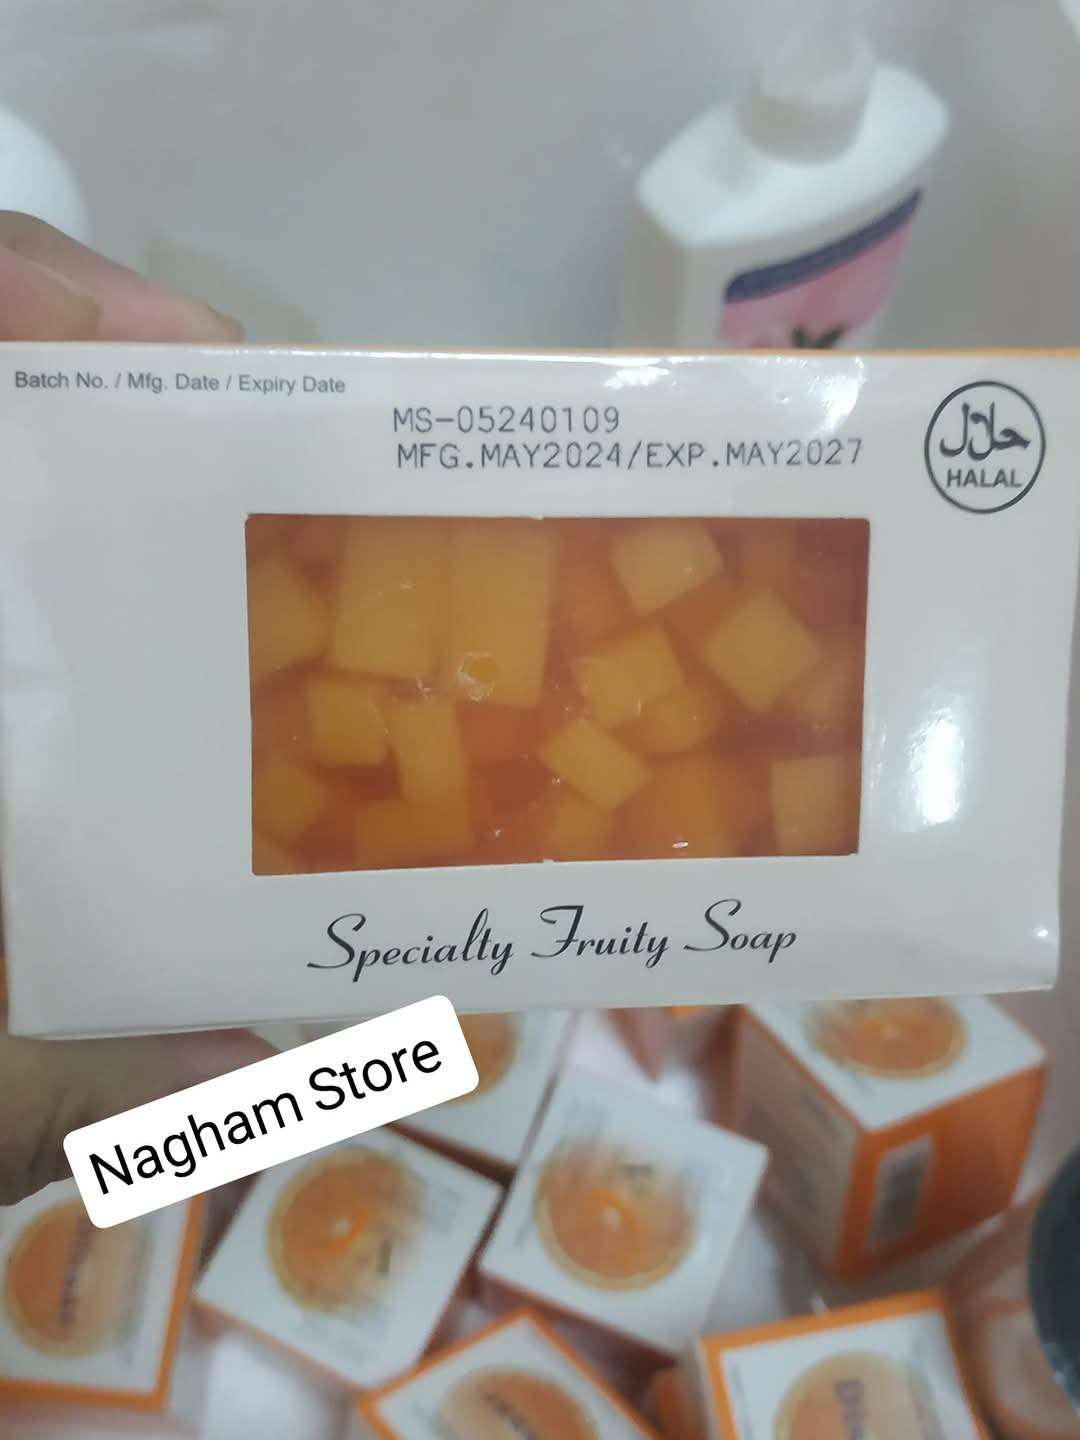 Batch No. / Mfg. Date / Expiry Date
MS-05240109
MFG.MAY2024/EXP.MAY2027
حلال
HALAL
Specialty Fruity Soap
Nagham Store